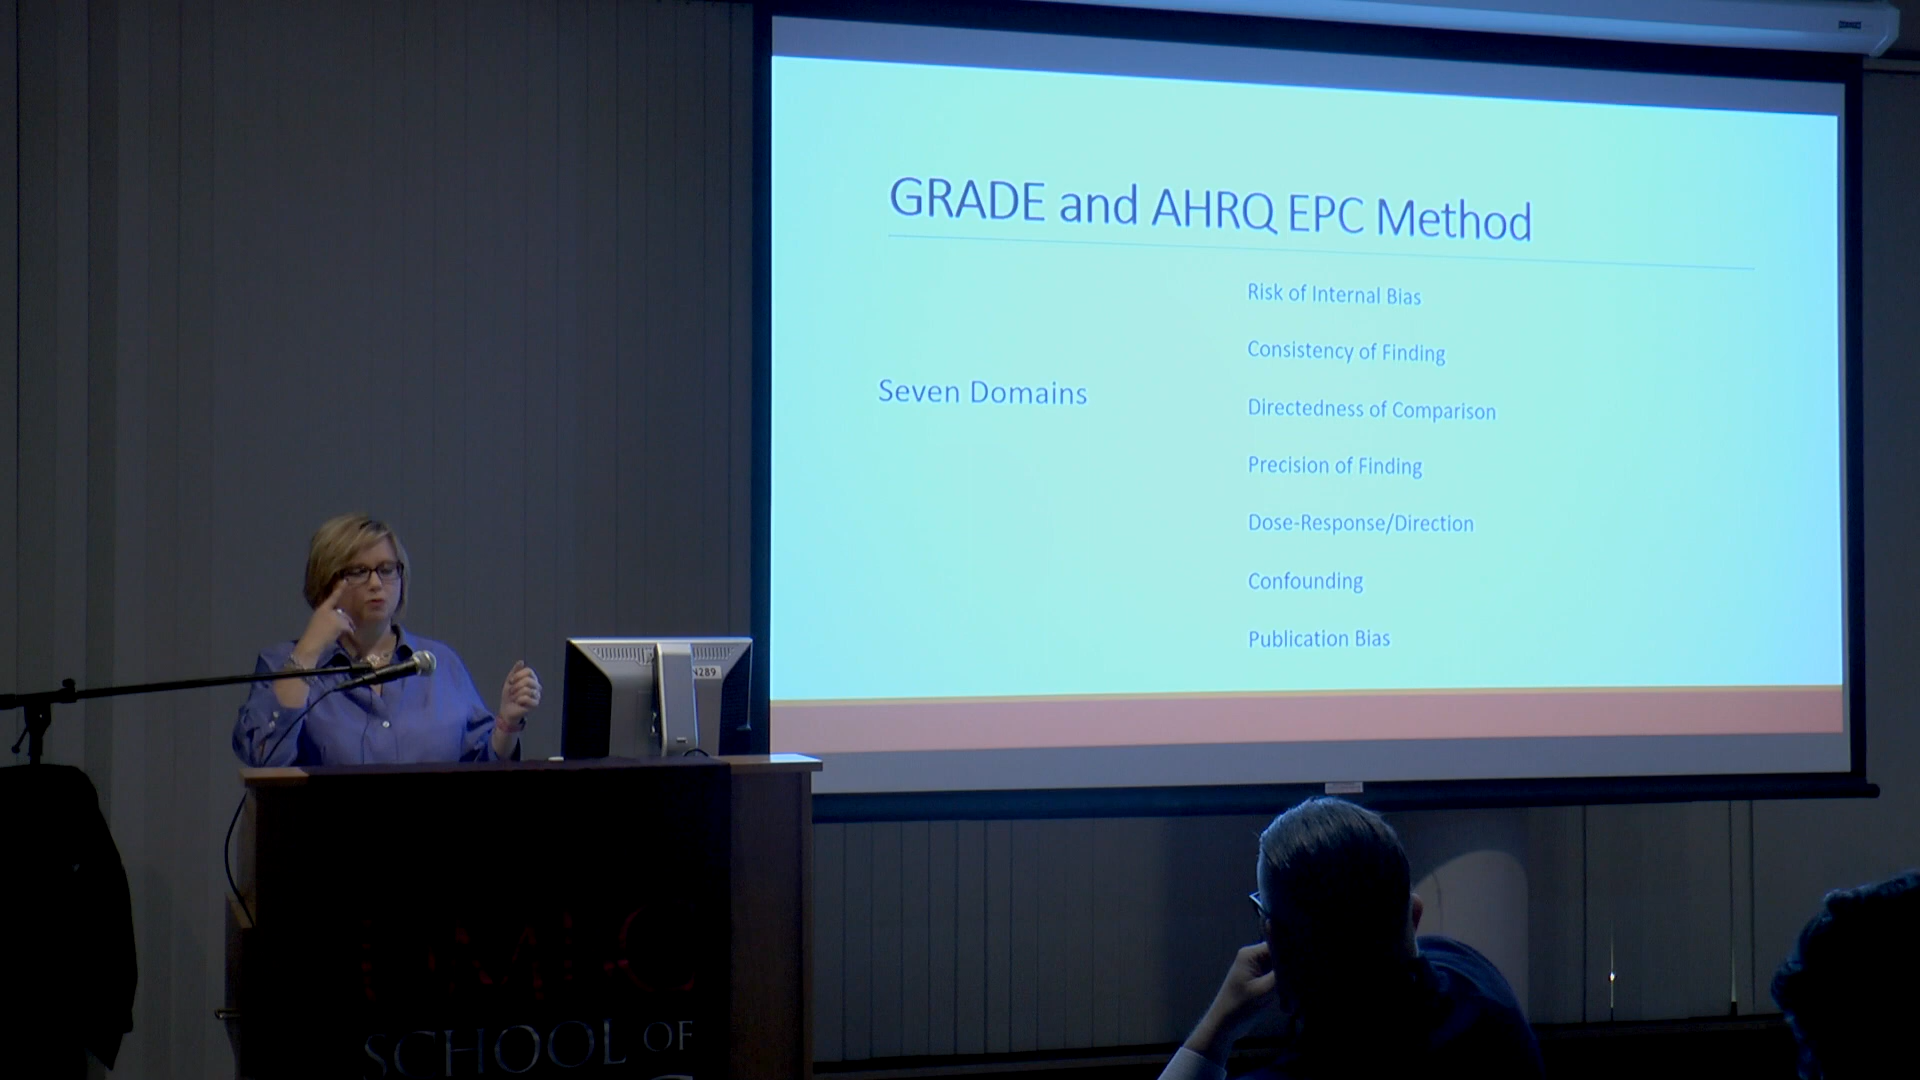 GRADE and AHRQ EPC Method
Seven Domains
Risk of Internal Bias
Consistency of Finding
Directedness of Comparison
Precision of Finding
Dose-Response/Direction
Confounding
Publication Bias
SCHOOL OF